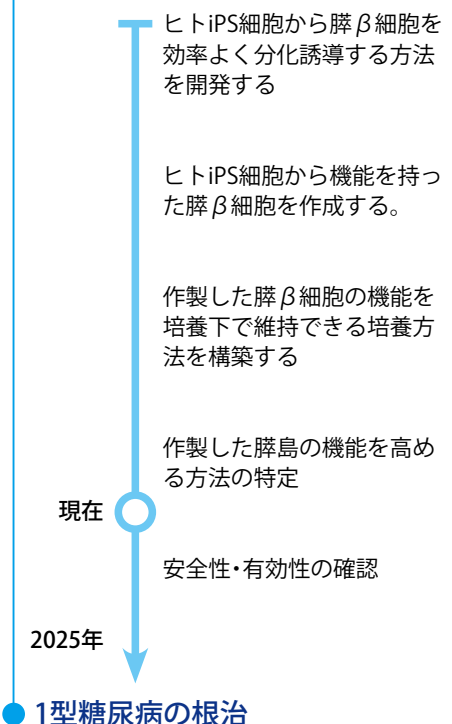 ヒトiPS細胞から膵β細胞を
効率よく分化誘導する方法
を開発する
ヒトiPS細胞から機能を持っ
た膵β細胞を作成する。
作製した膵β細胞の機能を
培養下で維持できる培養方
法を構築する
作製した膵島の機能を高め
る方法の特定
現在
安全性・有効性の確認
2025年
1型糖尿病の根治